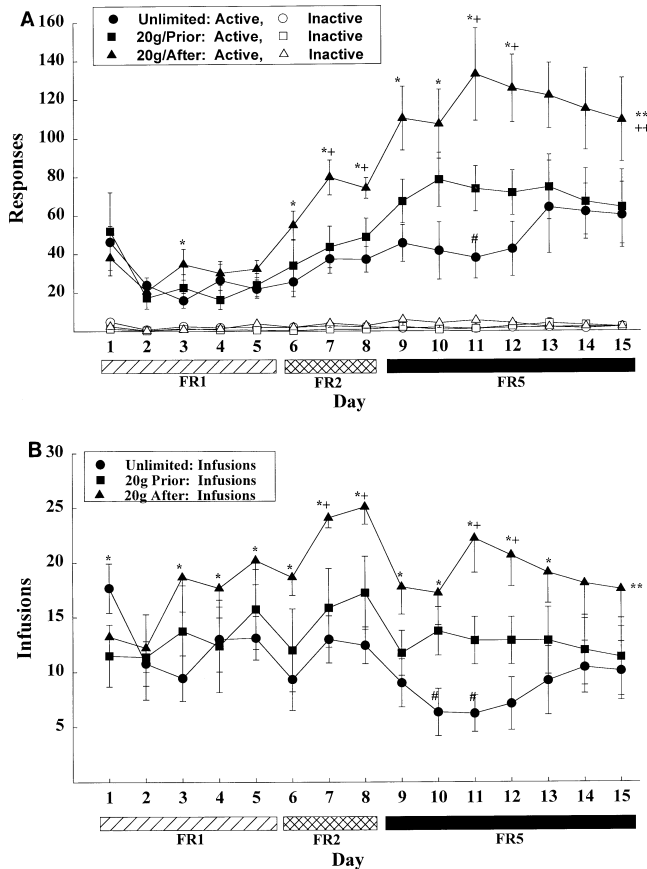 A
Unlimited: Active, Inactive
20g/Prior: Active, Inactive
20g/After: Active, Inactive
160
140
120
100
80
60
40
20
Responses
*
*
*+
*+
*
*
*+
*+
#
**
++
1 2 3 4 5 6 7 8 9 10 11 12 13 14 15
FR1 FR2 FR5
Day
B
Unlimited: Infusions
20g Prior: Infusions
20g After: Infusions
30
25
20
15
10
5
Infusions
*
*
*
*
*
*+
*+
*
*
*+
*+
*
**
#
#
1 2 3 4 5 6 7 8 9 10 11 12 13 14 15
FR1 FR2 FR5
Day